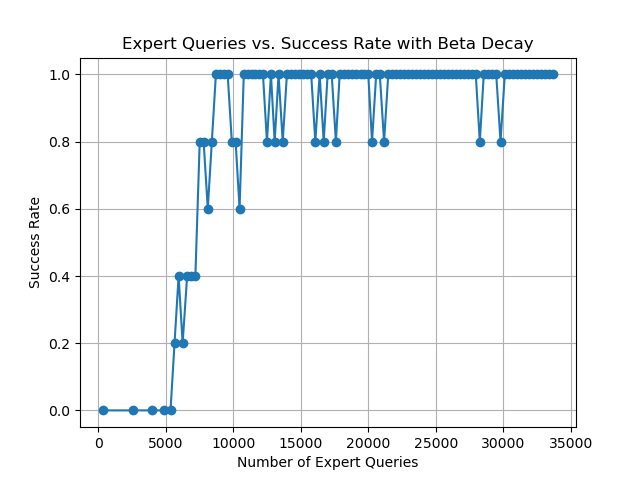 Expert Queries vs. Success Rate with Beta Decay
1.0
0.8
0.6
0.4
0.2
0.0
Success Rate
0 5000 10000 15000 20000 25000 30000 35000
Number of Expert Queries